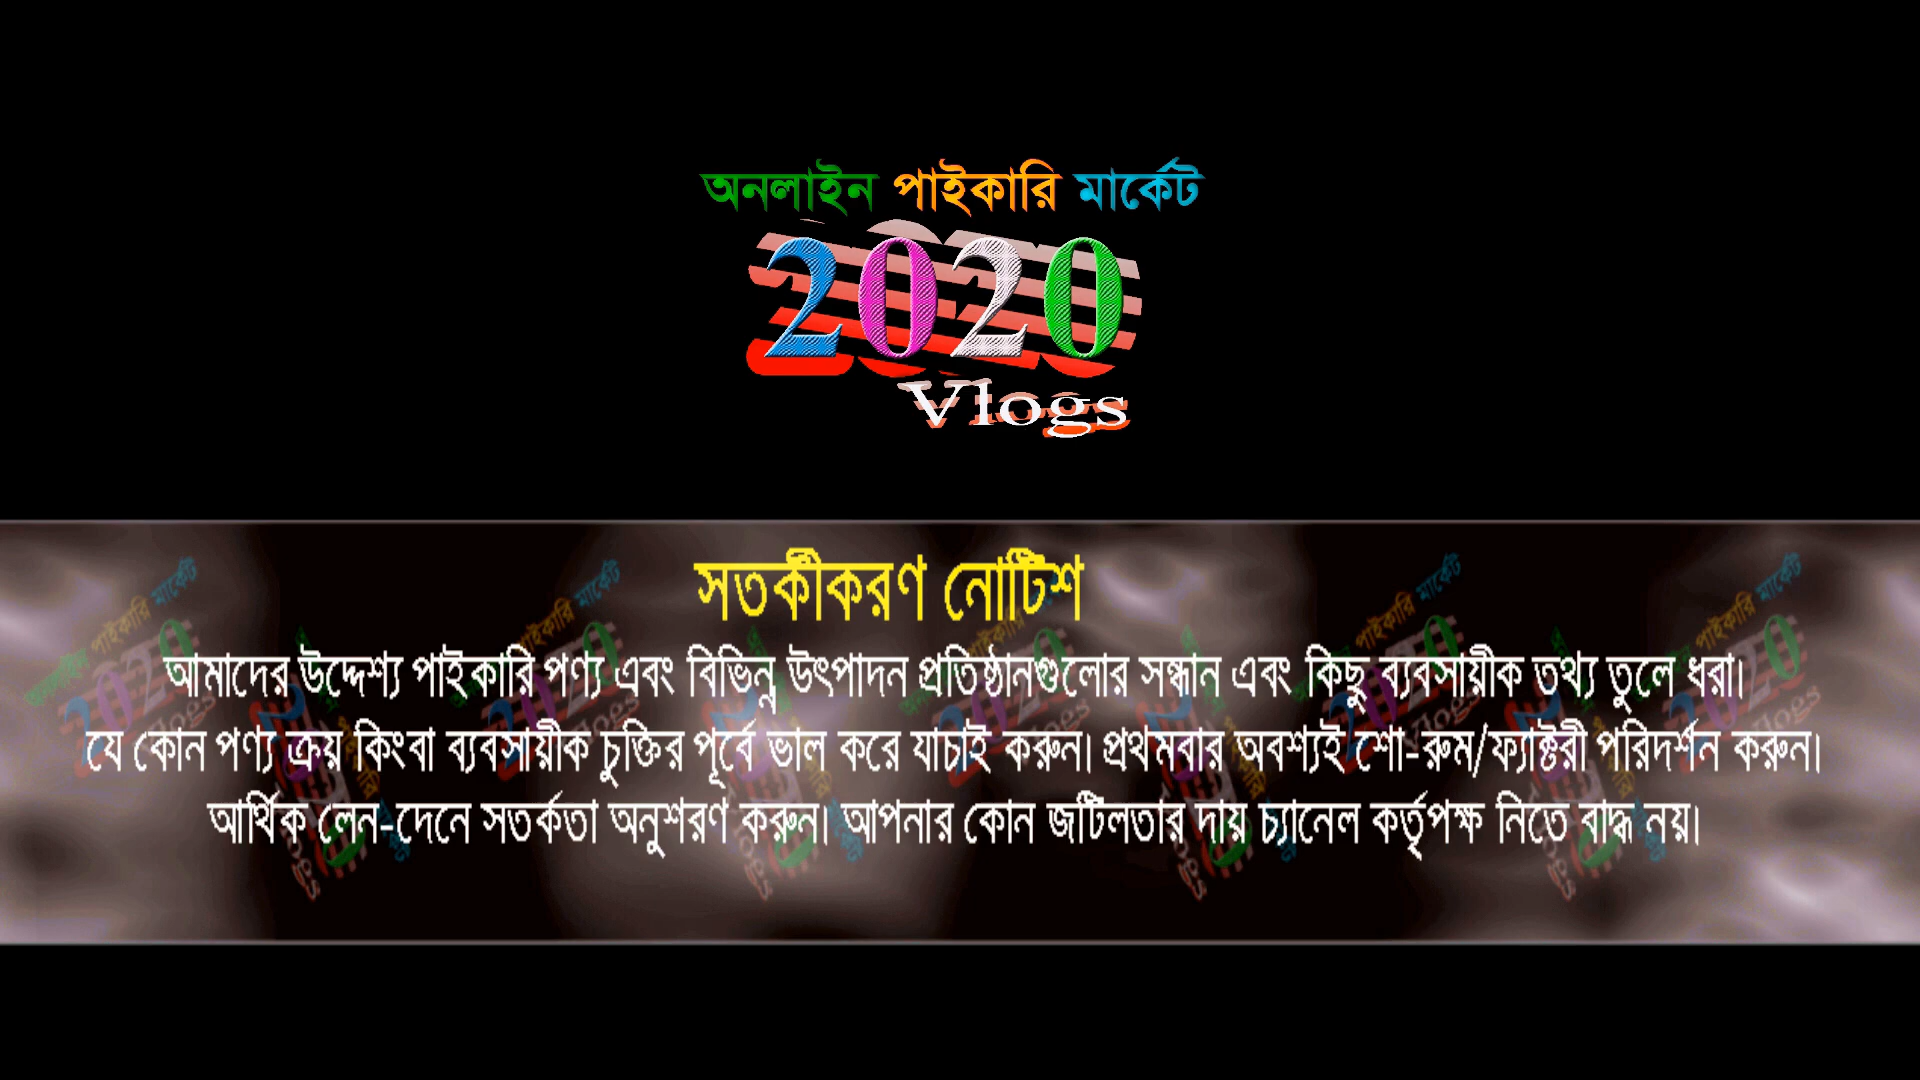 অনলাইন পাইকারি মার্কেট
2020
Vlogs
সতর্কীকরণ নোটিশ
আমাদের উদ্দেশ্য পাইকারি পণ্য এবং বিভিন্ন উৎপাদন প্রতিষ্ঠানগুলোর সন্ধান এবং কিছু ব্যবসায়ীক তথ্য তুলে ধরা।
যে কোন পণ্য ক্রয় কিংবা ব্যবসায়ীক চুক্তির পূর্বে ভাল করে যাচাই করুন। প্রথমবার অবশ্যই শো-রুম/ফ্যাক্টরী পরিদর্শন করুন।
আর্থিক লেন-দেনে সতর্কতা অনুশরণ করুন। আপনার কোন জটিলতার দায় চ্যানেল কর্তৃপক্ষ নিতে বাদ্ধ নয়।